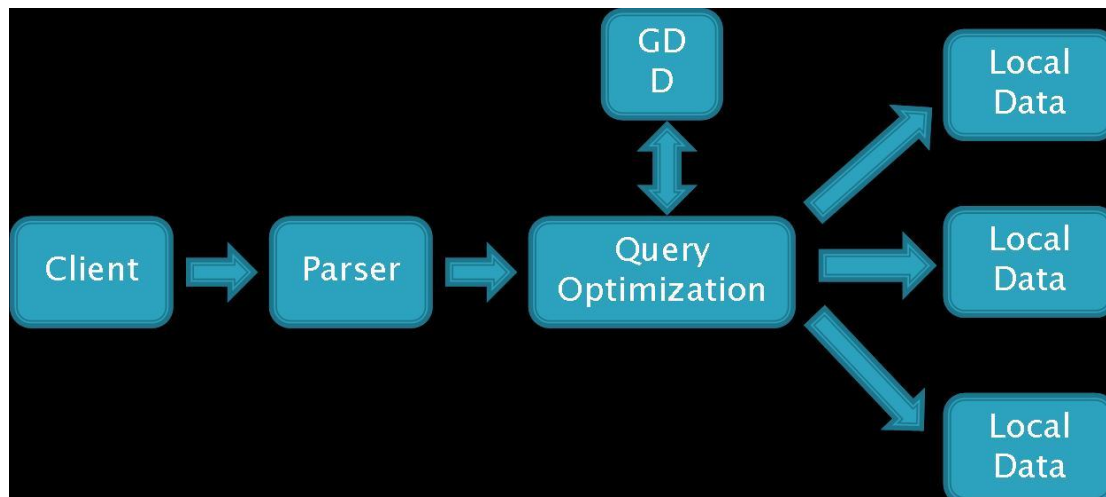 GD
D
Local
Data
Client
Parser
Query
Optimization
Local
Data
Local
Data